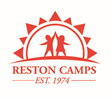 RESTON CAMPS
EST. 1974